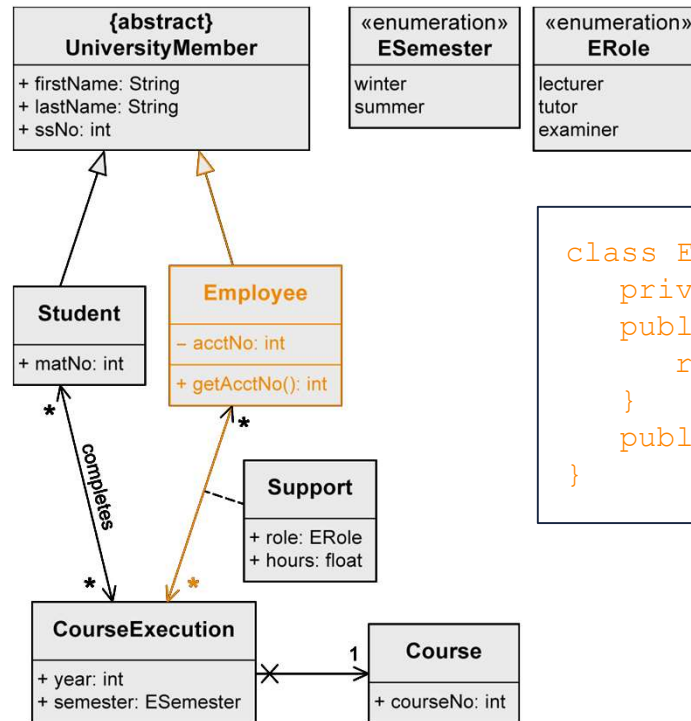 {abstract}
UniversityMember
+ firstName: String
+ lastName: String
+ ssNo: int
«enumeration»
ESemester
winter
summer
«enumeration»
ERole
lecturer
tutor
examiner
Student
+ matNo: int
Employee
– acctNo: int
+ getAcctNo(): int
class E
priv
publ
r
}
publ
}
*
*
completes
Support
+ role: ERole
+ hours: float
*
*
CourseExecution
+ year: int
+ semester: ESemester
1
Course
+ courseNo: int